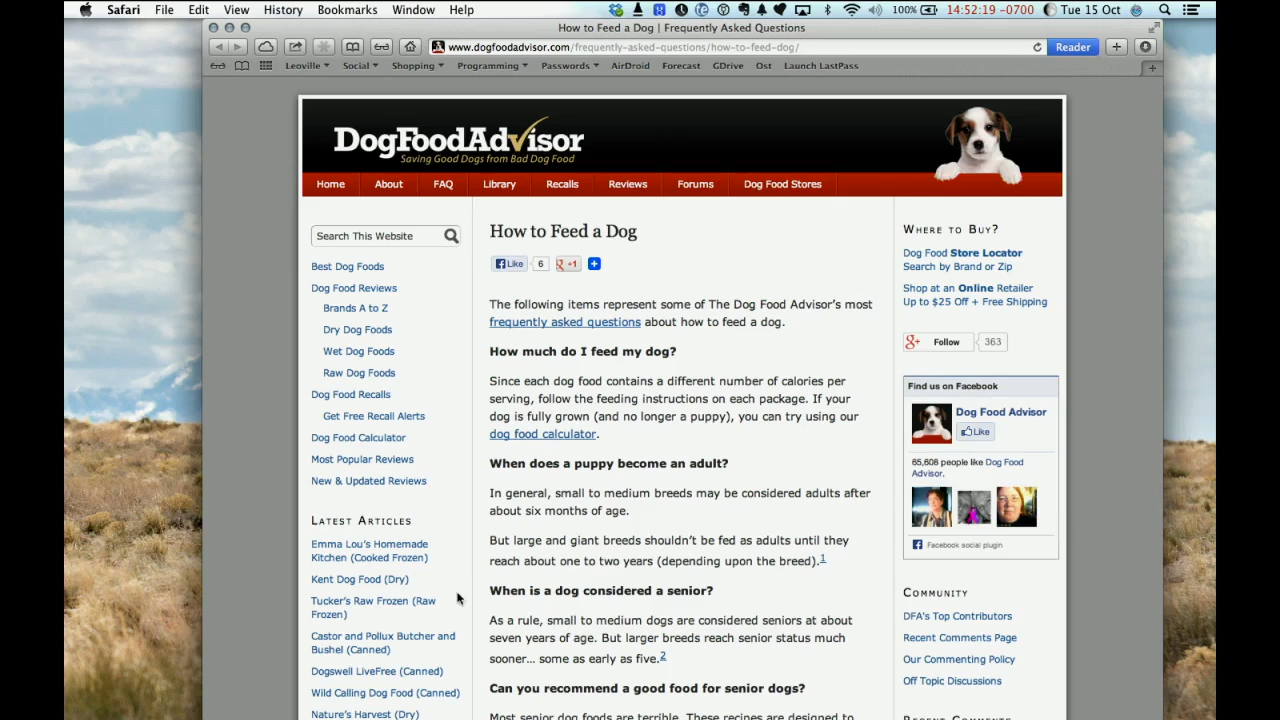 Safari File Edit View History Bookmarks Window Help
100% 14:52:19 -0700 Tue 15 Oct
How to Feed a Dog | Frequently Asked Questions
www.dogfoodadvisor.com/frequently-asked-questions/how-to-feed-dog/
Reader
Leoville Social Shopping Programming Passwords AirDroid Forecast GDrive Ost Launch LastPass
DogFoodAdvisor
Saving Good Dogs from Bad Dog Food
Home About FAQ Library Recalls Reviews Forums Dog Food Stores
Search This Website
Best Dog Foods
Dog Food Reviews
Brands A to Z
Dry Dog Foods
Wet Dog Foods
Raw Dog Foods
Dog Food Recalls
Get Free Recall Alerts
Dog Food Calculator
Most Popular Reviews
New & Updated Reviews
Latest Articles
Emma Lou's Homemade
Kitchen (Cooked Frozen)
Kent Dog Food (Dry)
Tucker's Raw Frozen (Raw
Frozen)
Castor and Pollux Butcher and
Bushel (Canned)
Dogswell LiveFree (Canned)
Wild Calling Dog Food (Canned)
Nature's Harvest (Dry)
How to Feed a Dog
Like 6 +1
The following items represent some of The Dog Food Advisor's most
frequently asked questions about how to feed a dog.
How much do I feed my dog?
Since each dog food contains a different number of calories per
serving, follow the feeding instructions on each package. If your
dog is fully grown (and no longer a puppy), you can try using our
dog food calculator.
When does a puppy become an adult?
In general, small to medium breeds may be considered adults after
about six months of age.
But large and giant breeds shouldn't be fed as adults until they
reach about one to two years (depending upon the breed).1
When is a dog considered a senior?
As a rule, small to medium dogs are considered seniors at about
seven years of age. But larger breeds reach senior status much
sooner... some as early as five.2
Can you recommend a good food for senior dogs?
Most senior dog foods are terrible. These recipes are designed to
Where to Buy?
Dog Food Store Locator
Search by Brand or Zip
Shop at an Online Retailer
Up to $25 Off + Free Shipping
Follow 363
Find us on Facebook
Dog Food Advisor
Like
65,608 people like Dog Food
Advisor.
Facebook social plugin
Community
DFA's Top Contributors
Recent Comments Page
Our Commenting Policy
Off Topic Discussions
Recent Comments